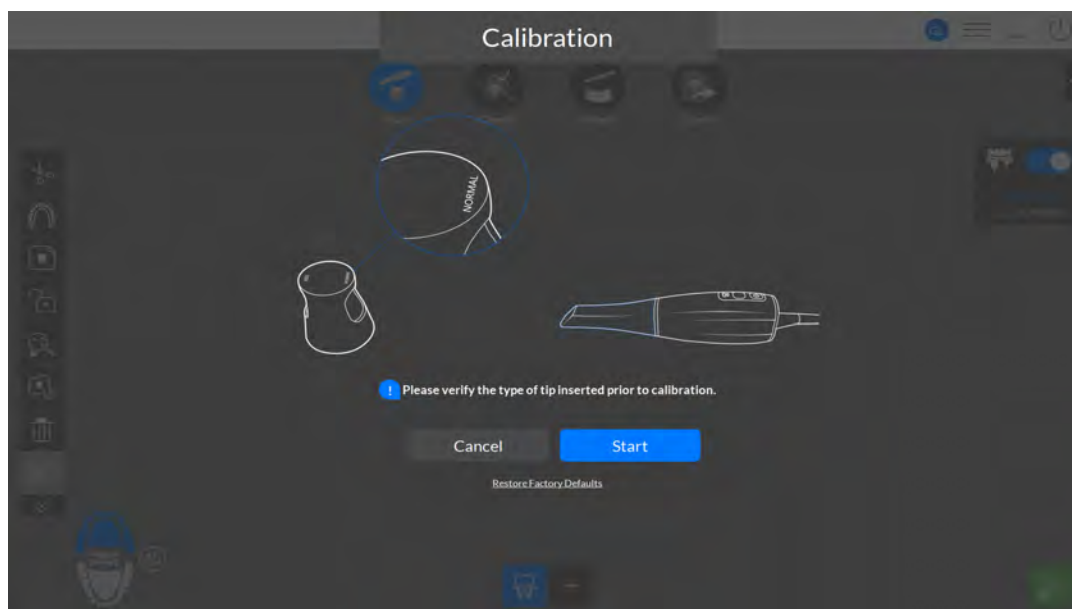 Calibration
NORMAL
Please verify the type of tip inserted prior to calibration.
Cancel
Start
Restore Factory Defaults